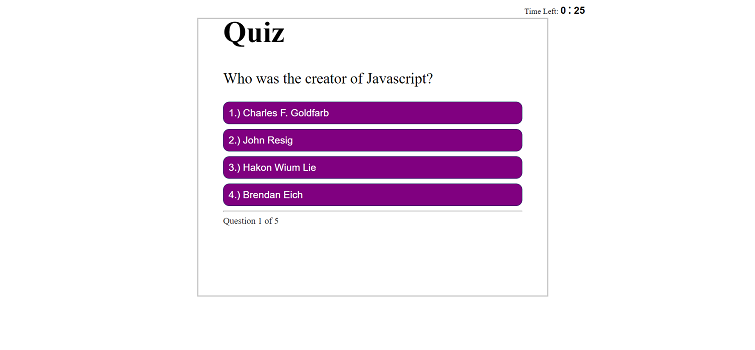 Time Left: 0 : 25
Quiz
Who was the creator of Javascript?
1.) Charles F. Goldfarb
2.) John Resig
3.) Hakon Wium Lie
4.) Brendan Eich
Question 1 of 5